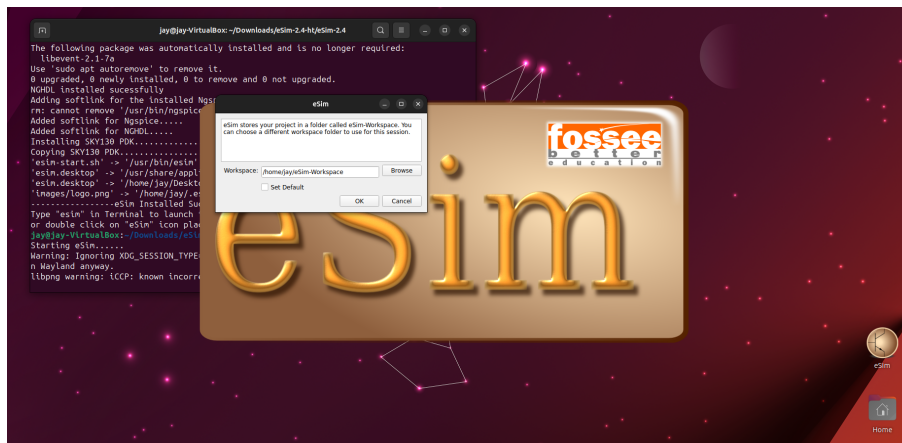 jay@jay-VirtualBox: ~/Downloads/eSim-2.4-ht/eSim-2.4
The following package was automatically installed and is no longer required:
libevent-2.1-7a
Use 'sudo apt autoremove' to remove it.
0 upgraded, 0 newly installed, 0 to remove and 0 not upgraded.
NGHDL installed sucessfully
Adding softlink for the installed Ngs
rm: cannot remove '/usr/bin/ngspice
Added softlink for Ngspice.....
Added softlink for NGHDL.....
Installing SKY130 PDK.............
Copying SKY130 PDK................
'esim-start.sh' -> '/usr/bin/esim'
'esim.desktop' -> '/usr/share/appl
'esim.desktop' -> '/home/jay/Deskto
'images/logo.png' -> '/home/jay/.es
-----------------eSim Installed Su
Type "esim" in Terminal to launch
or double click on "eSim" icon pla
jay@jay-VirtualBox:~/Downloads/eSi
Starting eSim......
Warning: Ignoring XDG_SESSION_TYPE
n Wayland anyway.
libpng warning: iCCP: known incorre
eSim
eSim stores your project in a folder called eSim-Workspace. You
can choose a different workspace folder to use for this session.
Workspace: /home/jay/eSim-Workspace Browse
Set Default
OK Cancel
fossee
better
education
eSim
eSim
Home